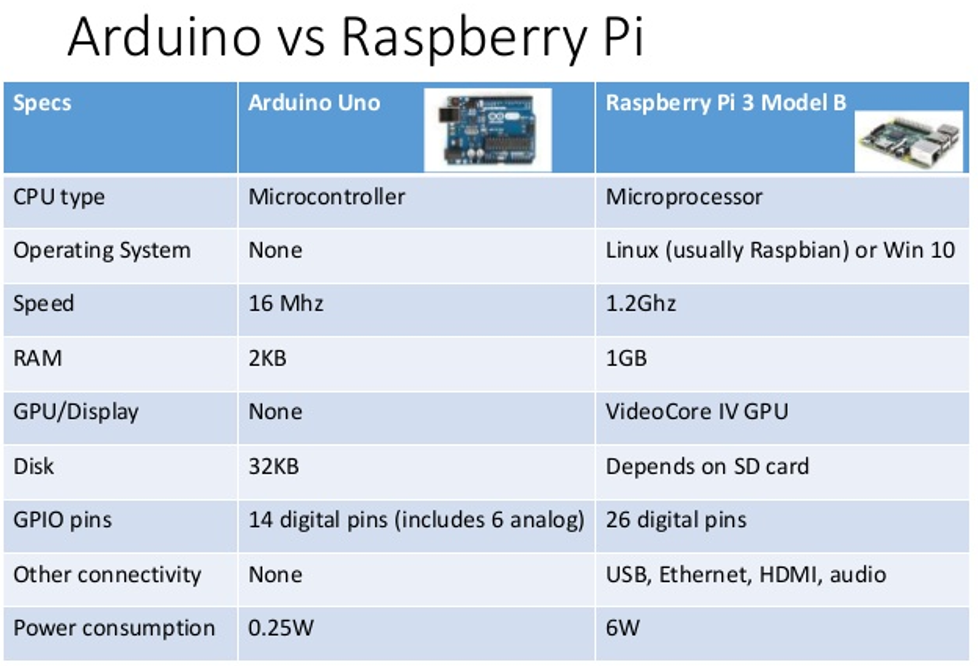 Arduino vs Raspberry Pi
Specs Arduino Uno Raspberry Pi 3 Model B
CPU type Microcontroller Microprocessor
Operating System None Linux (usually Raspbian) or Win 10
Speed 16 Mhz 1.2Ghz
RAM 2KB 1GB
GPU/Display None VideoCore IV GPU
Disk 32KB Depends on SD card
GPIO pins 14 digital pins (includes 6 analog) 26 digital pins
Other connectivity None USB, Ethernet, HDMI, audio
Power consumption 0.25W 6W